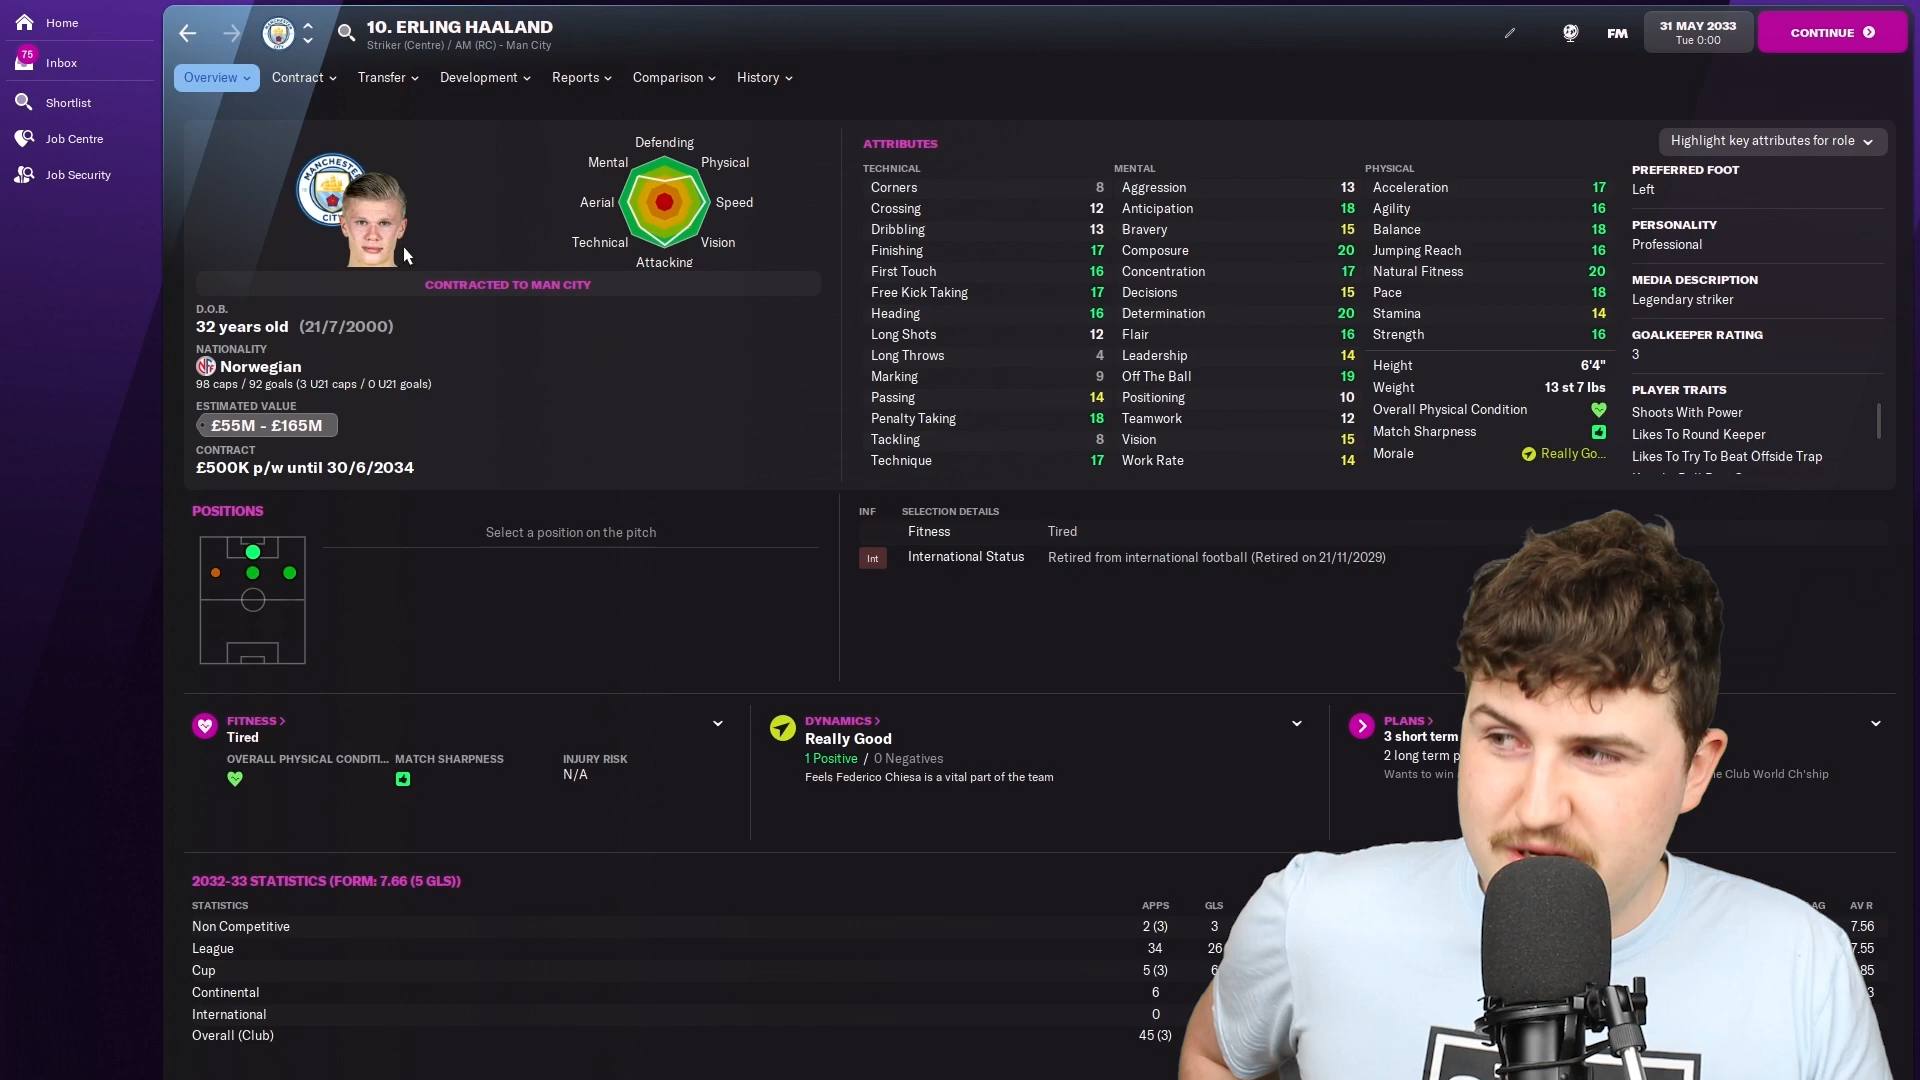 Home
75
Inbox
Shortlist
Job Centre
Job Security
10. ERLING HAALAND
Striker (Centre) / AM (RC) - Man City
FM
31 MAY 2033
Tue 0:00
CONTINUE
Overview
Contract
Transfer
Development
Reports
Comparison
History
MANCHESTER
CITY
Defending
Mental
Physical
Aerial
Speed
Technical
Vision
Attacking
CONTRACTED TO MAN CITY
D.O.B.
32 years old (21/7/2000)
NATIONALITY
Norwegian
98 caps / 92 goals (3 U21 caps / 0 U21 goals)
ESTIMATED VALUE
£55M - £165M
CONTRACT
£500K p/w until 30/6/2034
ATTRIBUTES
Highlight key attributes for role
TECHNICAL
Corners 8
Crossing 12
Dribbling 13
Finishing 17
First Touch 16
Free Kick Taking 17
Heading 16
Long Shots 12
Long Throws 4
Marking 9
Passing 14
Penalty Taking 18
Tackling 8
Technique 17
MENTAL
Aggression 13
Anticipation 18
Bravery 15
Composure 20
Concentration 17
Decisions 15
Determination 20
Flair 16
Leadership 14
Off The Ball 19
Positioning 10
Teamwork 12
Vision 15
Work Rate 14
PHYSICAL
Acceleration 17
Agility 16
Balance 18
Jumping Reach 16
Natural Fitness 20
Pace 18
Stamina 14
Strength 16
Height 6'4"
Weight 13 st 7 lbs
Overall Physical Condition
Match Sharpness
Morale Really Go...
PREFERRED FOOT
Left
PERSONALITY
Professional
MEDIA DESCRIPTION
Legendary striker
GOALKEEPER RATING
3
PLAYER TRAITS
Shoots With Power
Likes To Round Keeper
Likes To Try To Beat Offside Trap
POSITIONS
Select a position on the pitch
INF SELECTION DETAILS
Fitness Tired
Int International Status Retired from international football (Retired on 21/11/2029)
FITNESS >
Tired
OVERALL PHYSICAL CONDITI... MATCH SHARPNESS INJURY RISK
N/A
DYNAMICS >
Really Good
1 Positive / 0 Negatives
Feels Federico Chiesa is a vital part of the team
PLANS >
3 short term
2 long term p
Wants to win e Club World Ch'ship
2032-33 STATISTICS (FORM: 7.66 (5 GLS))
STATISTICS APPS GLS AG AV R
Non Competitive 2 (3) 3 7.56
League 34 26 7.55
Cup 5 (3) 6 85
Continental 6 3
International 0
Overall (Club) 45 (3)